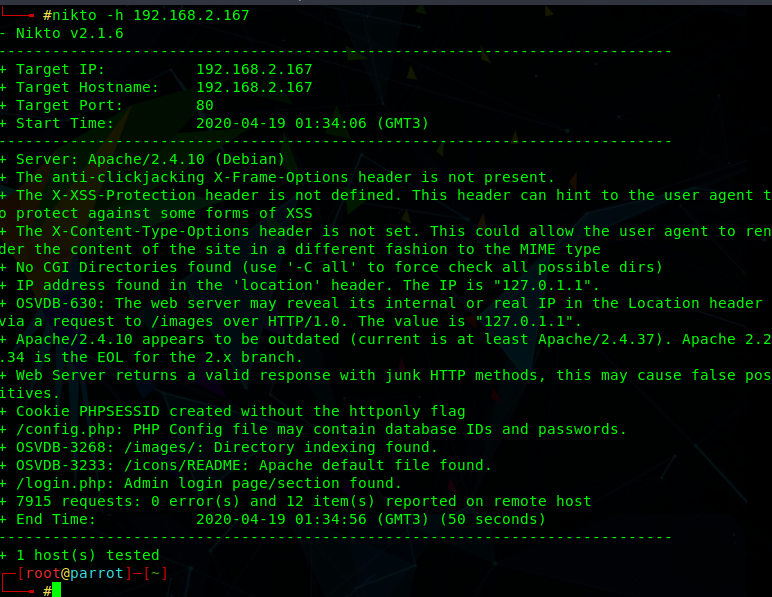 └──╼ #nikto -h 192.168.2.167
- Nikto v2.1.6
---------------------------------------------------------------------------
+ Target IP:          192.168.2.167
+ Target Hostname:    192.168.2.167
+ Target Port:        80
+ Start Time:         2020-04-19 01:34:06 (GMT3)
---------------------------------------------------------------------------
+ Server: Apache/2.4.10 (Debian)
+ The anti-clickjacking X-Frame-Options header is not present.
+ The X-XSS-Protection header is not defined. This header can hint to the user agent t
o protect against some forms of XSS
+ The X-Content-Type-Options header is not set. This could allow the user agent to ren
der the content of the site in a different fashion to the MIME type
+ No CGI Directories found (use '-C all' to force check all possible dirs)
+ IP address found in the 'location' header. The IP is "127.0.1.1".
+ OSVDB-630: The web server may reveal its internal or real IP in the Location header
via a request to /images over HTTP/1.0. The value is "127.0.1.1".
+ Apache/2.4.10 appears to be outdated (current is at least Apache/2.4.37). Apache 2.2
.34 is the EOL for the 2.x branch.
+ Web Server returns a valid response with junk HTTP methods, this may cause false pos
itives.
+ Cookie PHPSESSID created without the httponly flag
+ /config.php: PHP Config file may contain database IDs and passwords.
+ OSVDB-3268: /images/: Directory indexing found.
+ OSVDB-3233: /icons/README: Apache default file found.
+ /login.php: Admin login page/section found.
+ 7915 requests: 0 error(s) and 12 item(s) reported on remote host
+ End Time:           2020-04-19 01:34:56 (GMT3) (50 seconds)
---------------------------------------------------------------------------
+ 1 host(s) tested
┌─[root@parrot]─[~]
└──╼ #